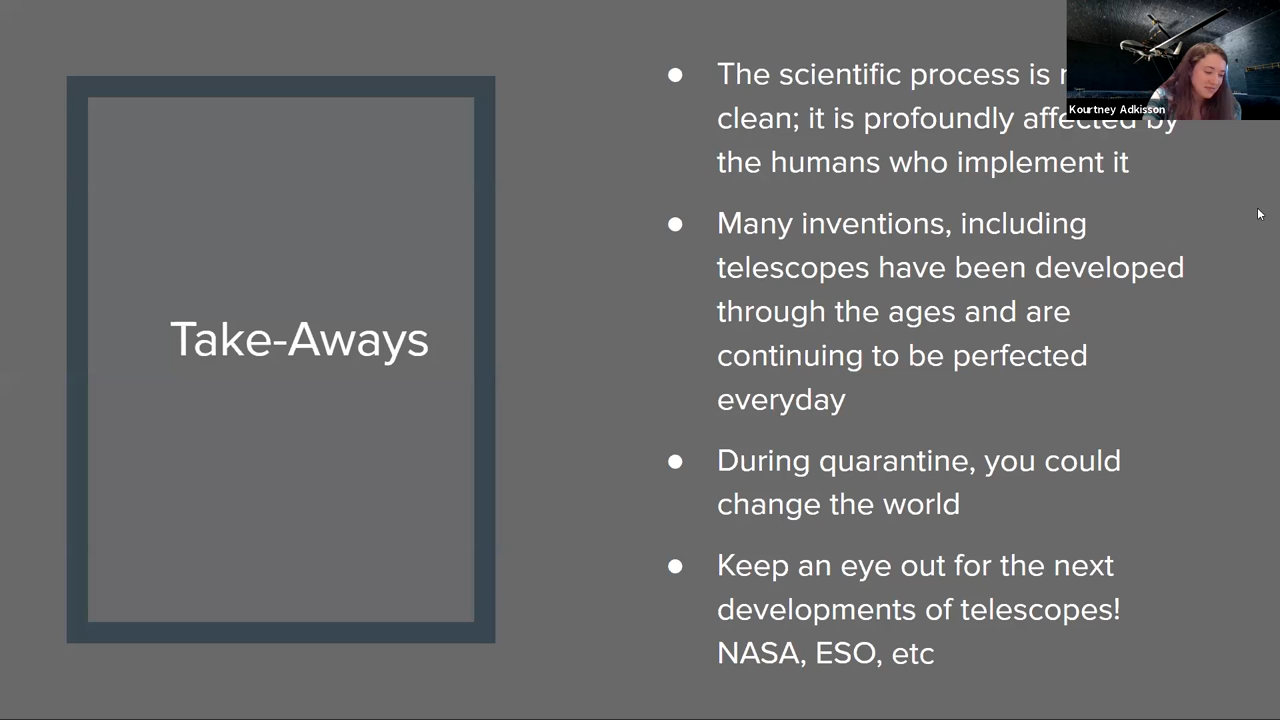 Take-Aways
● The scientific process is
clean; it is profoundly affected by
the humans who implement it
● Many inventions, including
telescopes have been developed
through the ages and are
continuing to be perfected
everyday
● During quarantine, you could
change the world
● Keep an eye out for the next
developments of telescopes!
NASA, ESO, etc
Kourtney Adkisson